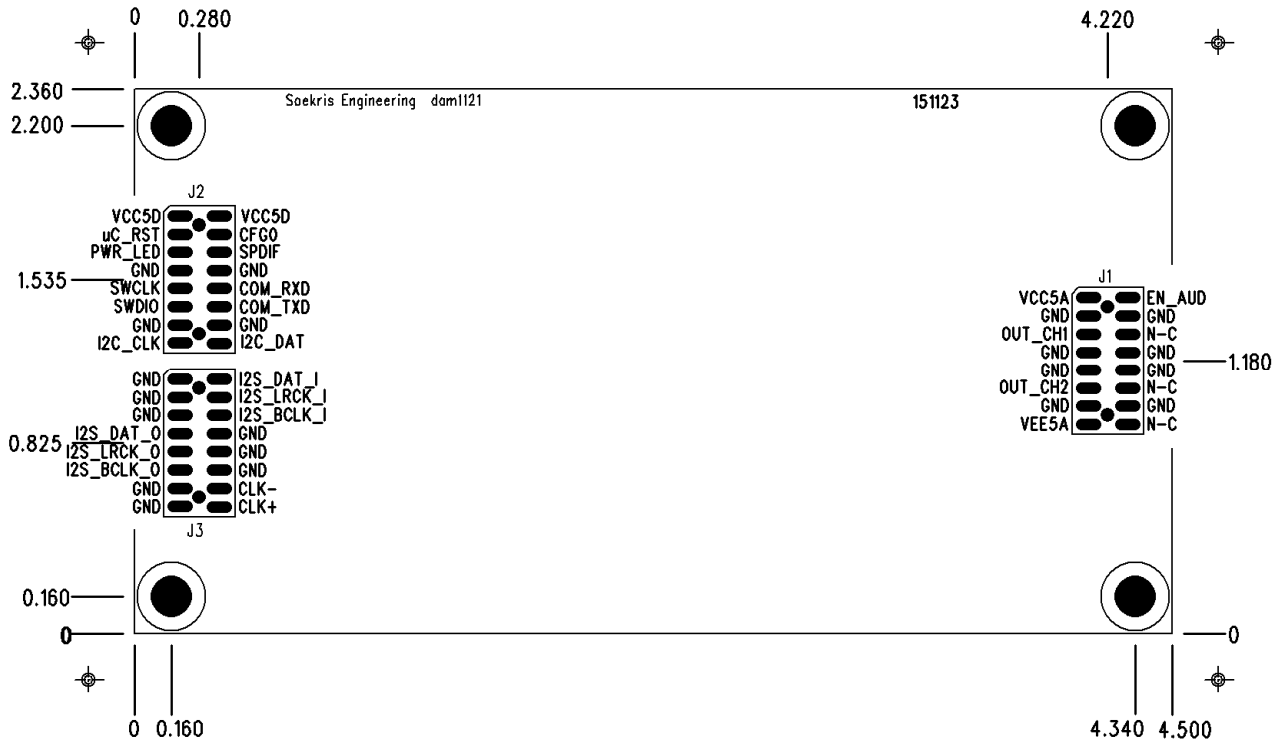 0 0.280 4.220
2.360
Soekris Engineering dam1121 151123
2.200
J2
VCC5D VCC5D
uC_RST CFG0
PWR_LED SPDIF
GND GND
1.535
SWCLK COM_RXD
SWDIO COM_TXD
GND GND
I2C_CLK I2C_DAT
J1
VCC5A EN_AUD
GND GND
OUT_CH1 N-C
GND GND
1.180
GND GND
OUT_CH2 N-C
GND GND
VEE5A N-C
GND I2S_DAT_I
GND I2S_LRCK_I
GND I2S_BCLK_I
I2S_DAT_O GND
0.825
I2S_LRCK_O GND
I2S_BCLK_O GND
GND CLK-
GND CLK+
J3
0.160
0 0
0 0.160 4.340 4.500